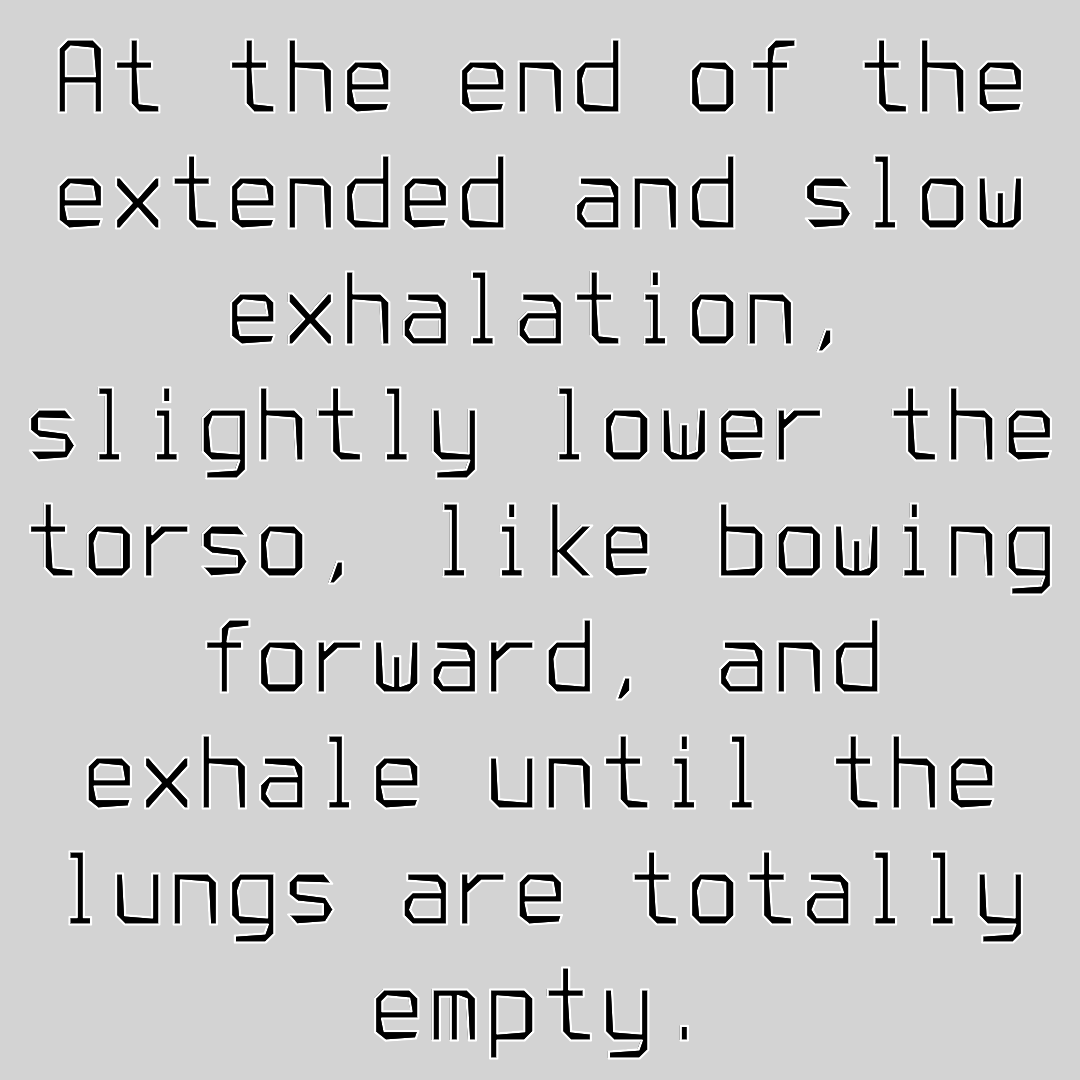 At the end of the
extended and slow
exhalation,
slightly lower the
torso, like bowing
forward, and
exhale until the
lungs are totally
empty.